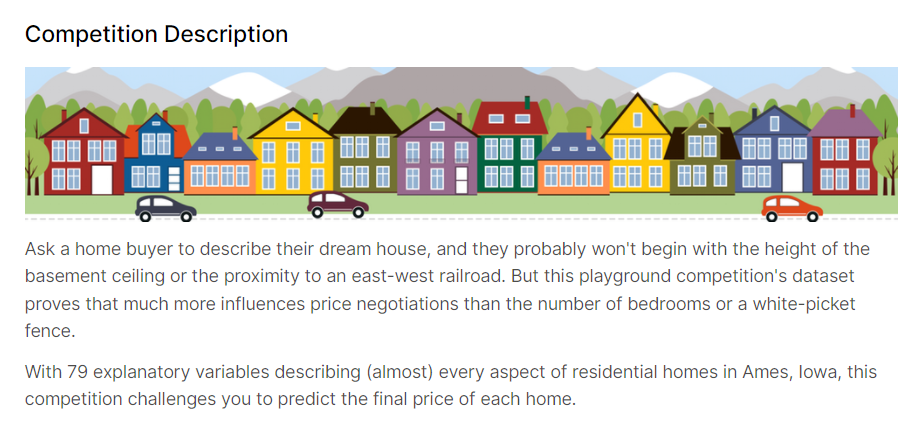 Competition Description
Ask a home buyer to describe their dream house, and they probably won't begin with the height of the
basement ceiling or the proximity to an east-west railroad. But this playground competition's dataset
proves that much more influences price negotiations than the number of bedrooms or a white-picket
fence.
With 79 explanatory variables describing (almost) every aspect of residential homes in Ames, Iowa, this
competition challenges you to predict the final price of each home.